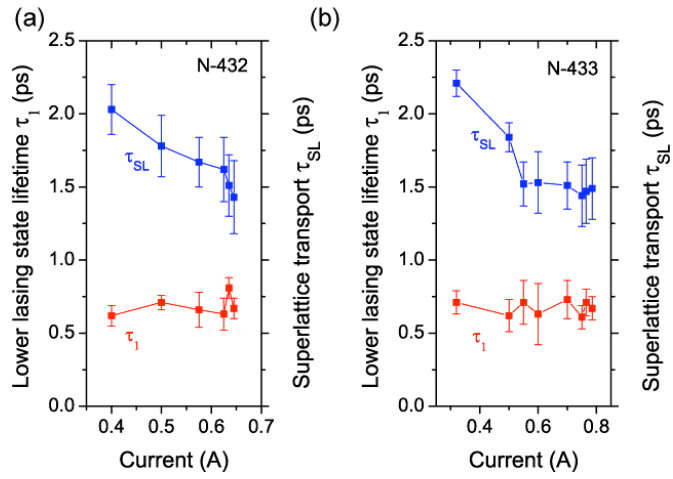 (a)
N-432
Lower lasing state lifetime τ1 (ps)
2.5
2.0
1.5
1.0
0.5
0.0
τSL
τ1
0.4 0.5 0.6 0.7
Current (A)
Superlattice transport τSL (ps)
(b)
N-433
Lower lasing state lifetime τ1 (ps)
2.5
2.0
1.5
1.0
0.5
0.0
τSL
τ1
0.4 0.6 0.8
Current (A)
Superlattice transport τSL (ps)